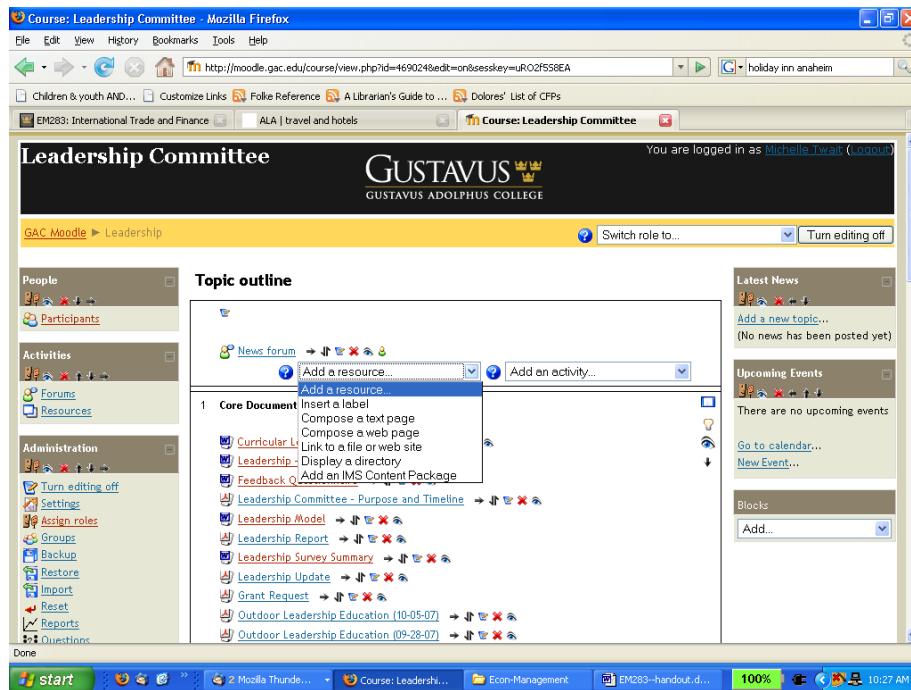 Course: Leadership Committee - Mozilla Firefox
File Edit View History Bookmarks Tools Help
http://moodle.gac.edu/course/view.php?id=469024&edit=on&sesskey=uRO2f5S8EA
G holiday inn anaheim
Children & youth AND... Customize Links Folke Reference A Librarian's Guide to ... Dolores' List of CFPs
EM283: International Trade and Finance ALA | travel and hotels Course: Leadership Committee
Leadership Committee
GUSTAVUS
GUSTAVUS ADOLPHUS COLLEGE
You are logged in as Michelle Twait (Logout)
GAC Moodle ► Leadership
Switch role to...
Turn editing off
People
Participants
Activities
Forums
Resources
Administration
Turn editing off
Settings
Assign roles
Groups
Backup
Restore
Import
Reset
Reports
Questions
Topic outline
News forum
Add a resource... Add an activity...
Add a resource...
Insert a label
Compose a text page
Compose a web page
Link to a file or web site
Display a directory
Add an IMS Content Package
1 Core Document
Curricular
Leadership -
Feedback
Leadership Committee - Purpose and Timeline
Leadership Model
Leadership Report
Leadership Survey Summary
Leadership Update
Grant Request
Outdoor Leadership Education (10-05-07)
Outdoor Leadership Education (09-28-07)
Latest News
Add a new topic...
(No news has been posted yet)
Upcoming Events
There are no upcoming events
Go to calendar...
New Event...
Blocks
Add...
Done
start
2 Mozilla Thunde...
Course: Leadershi...
Econ-Management
EM283--handout.d...
100%
10:27 AM